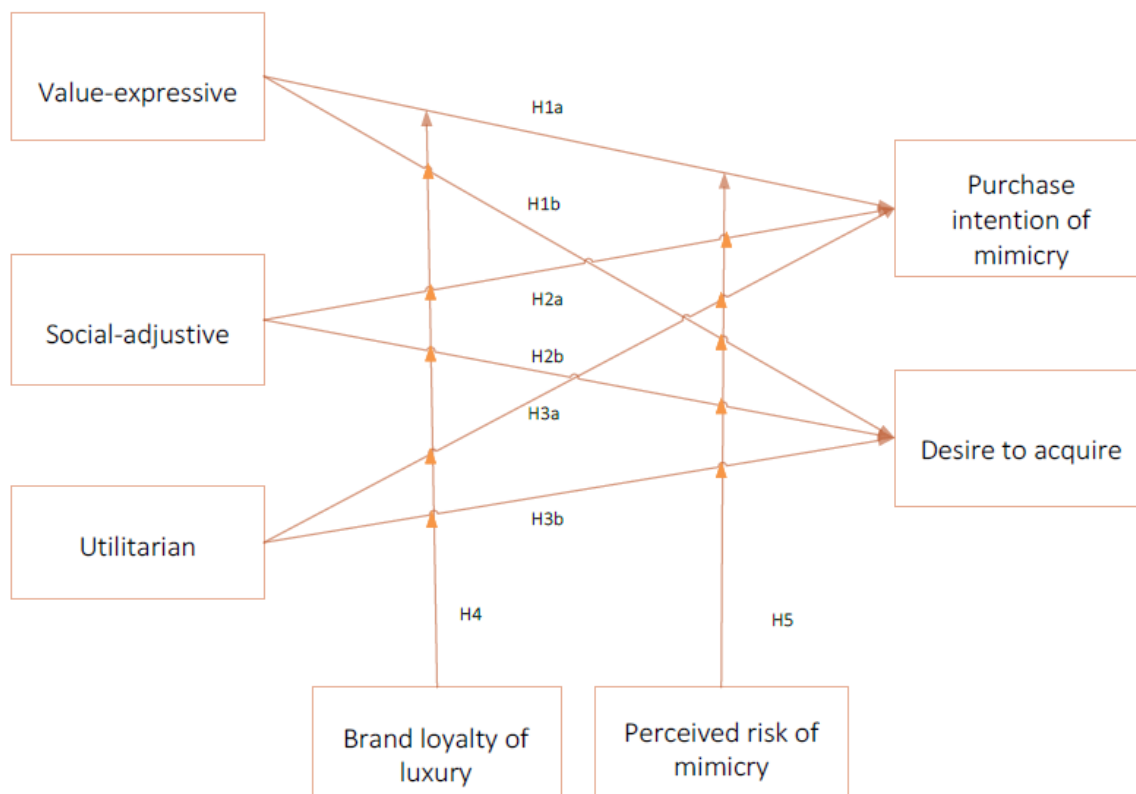 Value-expressive
H1a
Purchase
intention of
mimicry
H1b
Social-adjustive
H2a
H2b
H3a
Desire to acquire
Utilitarian
H3b
H4
H5
Brand loyalty of
luxury
Perceived risk of
mimicry